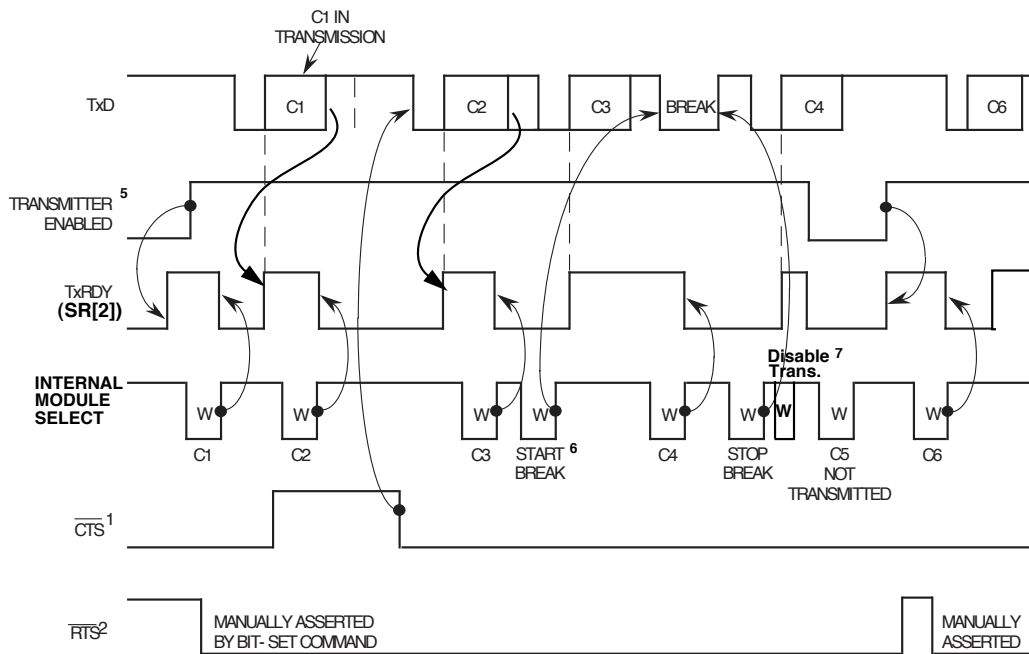 C1 IN
TRANSMISSION
TxD
C1
C2
C3
BREAK
C4
C6
TRANSMITTER 5
ENABLED
TxRDY
(SR[2])
INTERNAL
MODULE
SELECT
Disable 7
Trans.
W
W
W
W
W
W
W
W
W
C1
C2
C3
START 6
BREAK
C4
STOP
BREAK
C5
NOT
TRANSMITTED
C6
CTS 1
RTS 2
MANUALLY ASSERTED
BY BIT- SET COMMAND
MANUALLY
ASSERTED